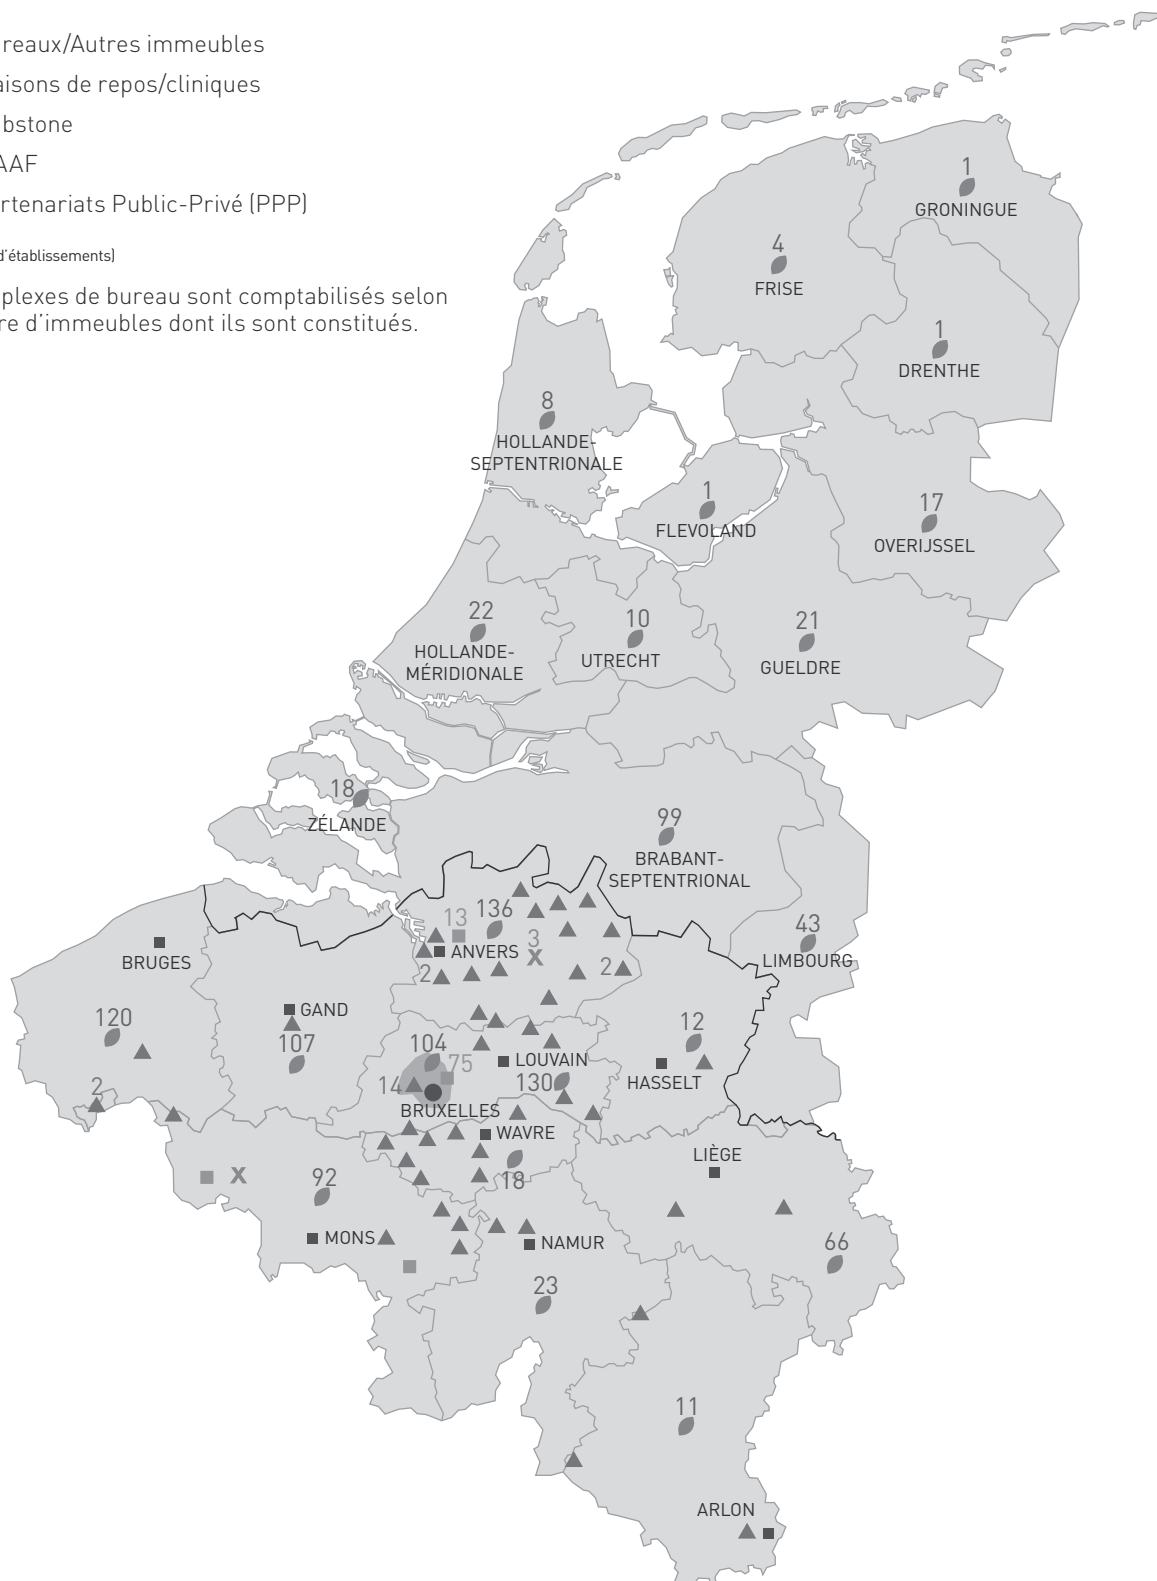 reaux/Autres immeubles
aisons de repos/cliniques
bstone
AAF
rtenariats Public-Privé (PPP)
d'établissements)
plexes de bureau sont comptabilisés selon
re d'immeubles dont ils sont constitués.
1
GRONINGUE
4
FRISE
1
DRENTHE
8
HOLLANDE-
SEPTENTRIONALE
1
FLEVOLAND
17
OVERIJSSEL
22
HOLLANDE-
MÉRIDIONALE
10
UTRECHT
21
GUELDRE
18
ZÉLANDE
99
BRABANT-
SEPTENTRIONAL
43
LIMBOURG
13
136
3
X
ANVERS
2
2
BRUGES
120
2
GAND
107
104
75
14
BRUXELLES
LOUVAIN
130
12
HASSELT
WAVRE
18
LIÈGE
X
92
MONS
NAMUR
23
66
11
ARLON